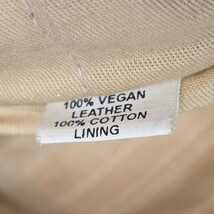 100% VEGAN
LEATHER
100% COTTON
LINING